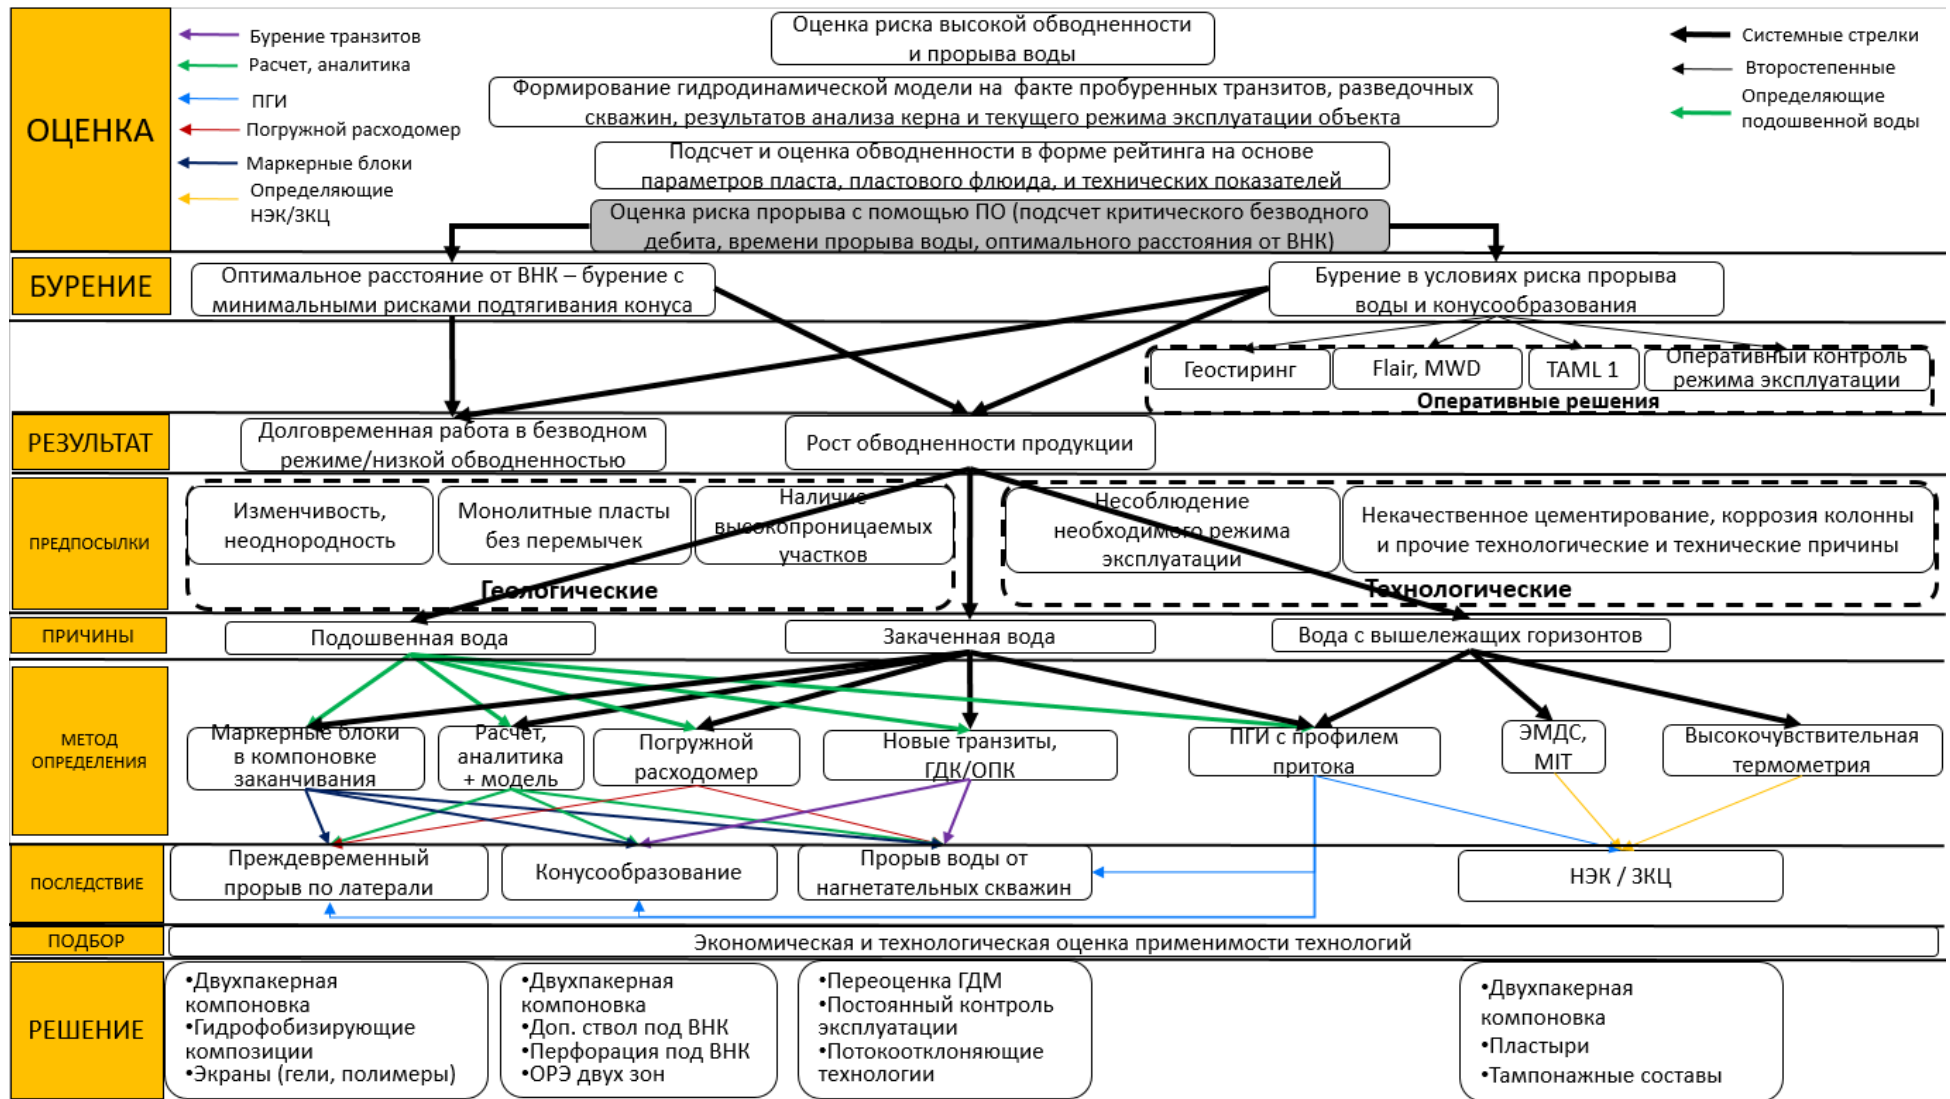 ОЦЕНКА
Бурение транзитов
Расчет, аналитика
ПГИ
Погружной расходомер
Маркерные блоки
Определяющие
НЭК/ЗКЦ
Оценка риска высокой обводненности
и прорыва воды
Формирование гидродинамической модели на факте пробуренных транзитов, разведочных
скважин, результатов анализа керна и текущего режима эксплуатации объекта
Подсчет и оценка обводненности в форме рейтинга на основе
параметров пласта, пластового флюида, и технических показателей
Оценка риска прорыва с помощью ПО (подсчет критического безводного
дебита, времени прорыва воды, оптимального расстояния от ВНК)
Системные стрелки
Второстепенные
Определяющие
подошвенной воды
БУРЕНИЕ
Оптимальное расстояние от ВНК – бурение с
минимальными рисками подтягивания конуса
Бурение в условиях риска прорыва
воды и конусообразования
Геостиринг
Flair, MWD
TAML 1
Оперативный контроль
режима эксплуатации
Оперативные решения
РЕЗУЛЬТАТ
Долговременная работа в безводном
режиме/низкой обводненностью
Рост обводненности продукции
ПРЕДПОСЫЛКИ
Изменчивость,
неоднородность
Монолитные пласты
без перемычек
Наличие
высокопроницаемых
участков
Геологические
Несоблюдение
необходимого режима
эксплуатации
Некачественное цементирование, коррозия колонны
и прочие технологические и технические причины
Технологические
ПРИЧИНЫ
Подошвенная вода
Закаченная вода
Вода с вышележащих горизонтов
МЕТОД
ОПРЕДЕЛЕНИЯ
Маркерные блоки
в компоновке
заканчивания
Расчет,
аналитика
+ модель
Погружной
расходомер
Новые транзиты,
ГДК/ОПК
ПГИ с профилем
притока
ЭМДС,
MIT
Высокочувствительная
термометрия
ПОСЛЕДСТВИЕ
Преждевременный
прорыв по латерали
Конусообразование
Прорыв воды от
нагнетательных скважин
НЭК / ЗКЦ
ПОДБОР
Экономическая и технологическая оценка применимости технологий
РЕШЕНИЕ
•Двухпакерная
компоновка
•Гидрофобизирующие
композиции
•Экраны (гели, полимеры)
•Двухпакерная
компоновка
•Доп. ствол под ВНК
•Перфорация под ВНК
•ОРЭ двух зон
•Переоценка ГДМ
•Постоянный контроль
эксплуатации
•Потокоотклоняющие
технологии
•Двухпакерная
компоновка
•Пластыри
•Тампонажные составы